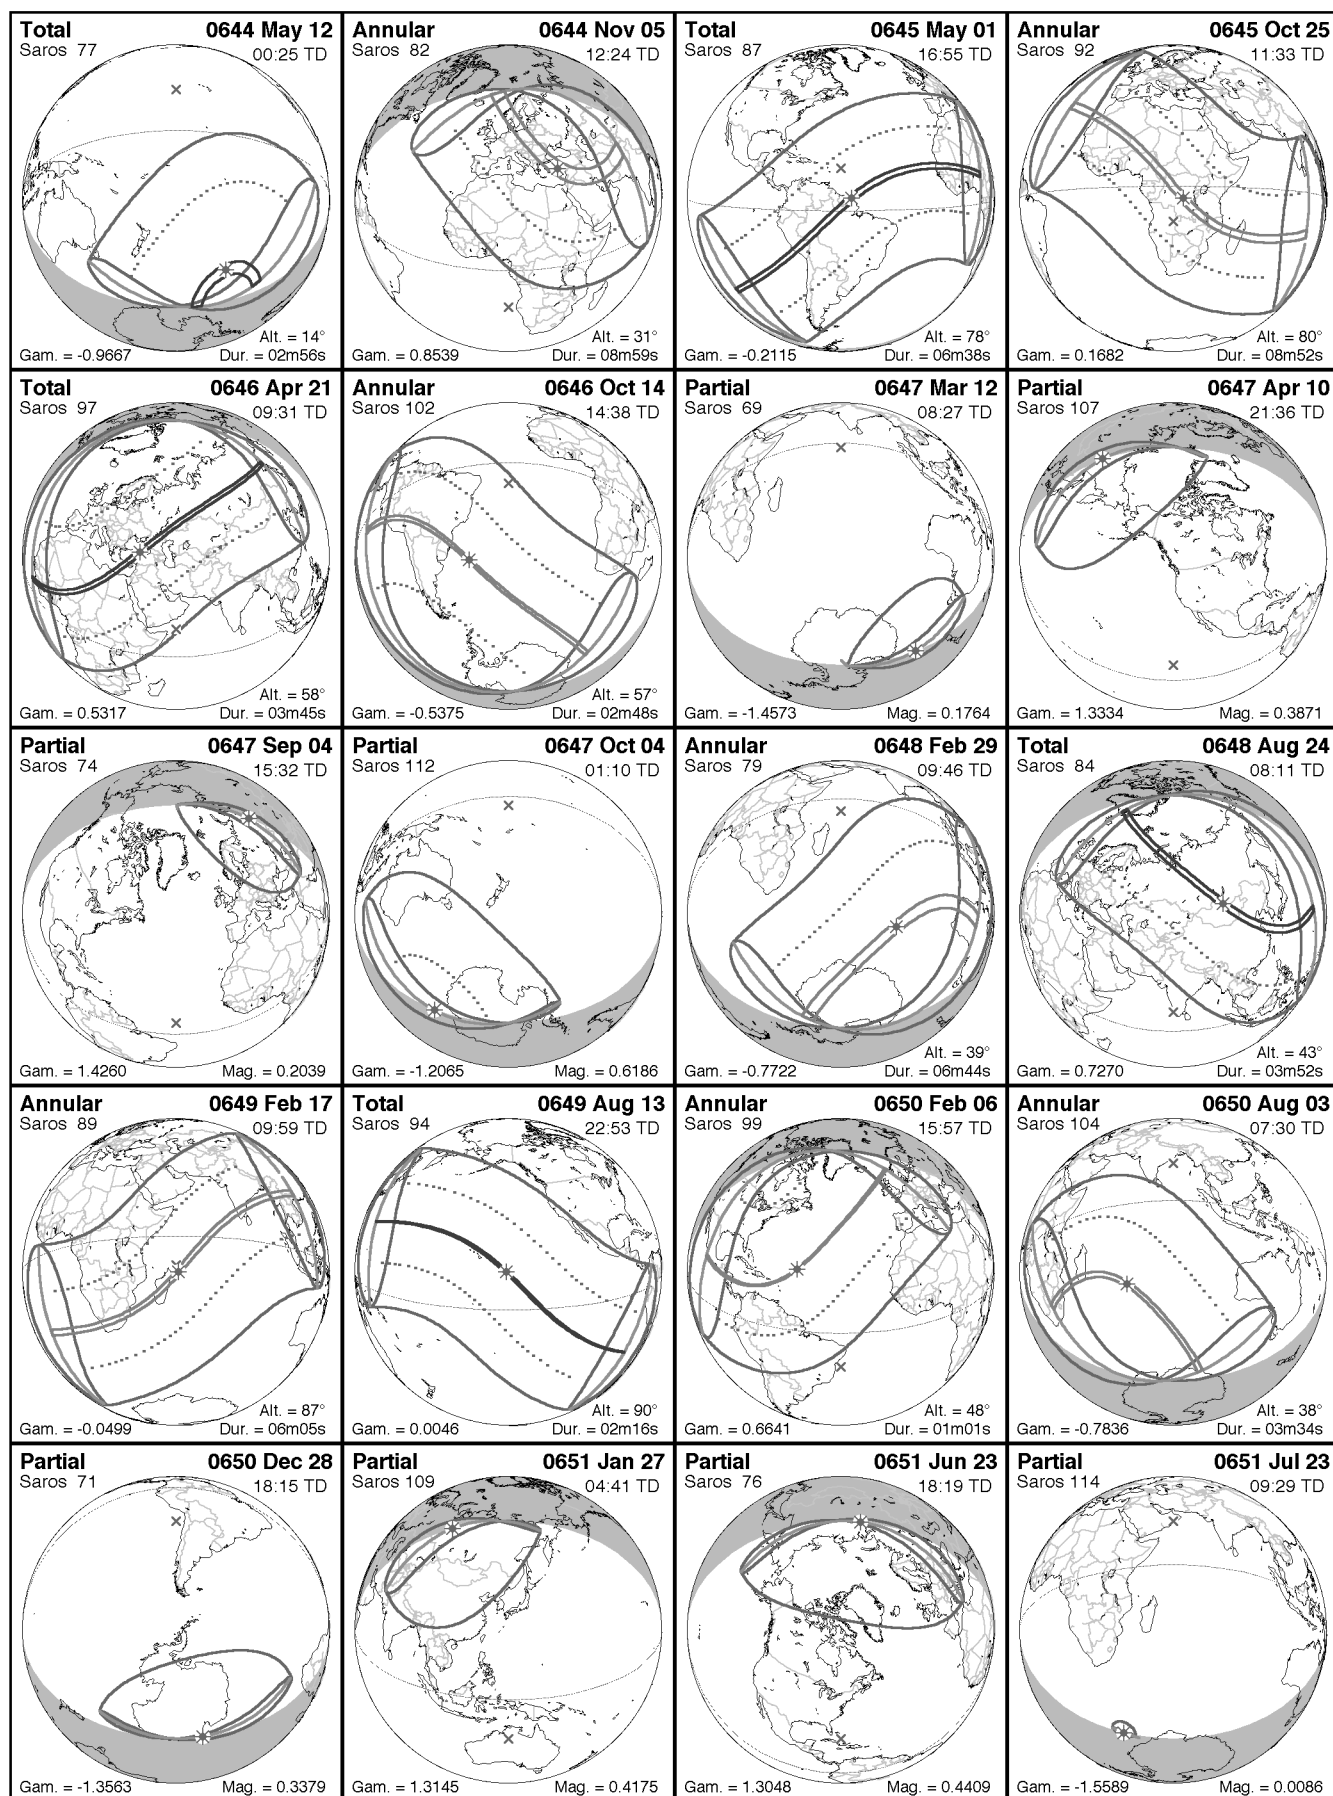 Total 0644 May 12
Saros 77 00:25 TD
Alt. = 14°
Gam. = -0.9667 Dur. = 02m56s
Annular 0644 Nov 05
Saros 82 12:24 TD
Alt. = 31°
Gam. = 0.8539 Dur. = 08m59s
Total 0645 May 01
Saros 87 16:55 TD
Alt. = 78°
Gam. = -0.2115 Dur. = 06m38s
Annular 0645 Oct 25
Saros 92 11:33 TD
Alt. = 80°
Gam. = 0.1682 Dur. = 08m52s
Total 0646 Apr 21
Saros 97 09:31 TD
Alt. = 58°
Gam. = 0.5317 Dur. = 03m45s
Annular 0646 Oct 14
Saros 102 14:38 TD
Alt. = 57°
Gam. = -0.5375 Dur. = 02m48s
Partial 0647 Mar 12
Saros 69 08:27 TD
Gam. = -1.4573 Mag. = 0.1764
Partial 0647 Apr 10
Saros 107 21:36 TD
Gam. = 1.3334 Mag. = 0.3871
Partial 0647 Sep 04
Saros 74 15:32 TD
Gam. = 1.4260 Mag. = 0.2039
Partial 0647 Oct 04
Saros 112 01:10 TD
Gam. = -1.2065 Mag. = 0.6186
Annular 0648 Feb 29
Saros 79 09:46 TD
Alt. = 39°
Gam. = -0.7722 Dur. = 06m44s
Total 0648 Aug 24
Saros 84 08:11 TD
Alt. = 43°
Gam. = 0.7270 Dur. = 03m52s
Annular 0649 Feb 17
Saros 89 09:59 TD
Alt. = 87°
Gam. = -0.0499 Dur. = 06m05s
Total 0649 Aug 13
Saros 94 22:53 TD
Alt. = 90°
Gam. = 0.0046 Dur. = 02m16s
Annular 0650 Feb 06
Saros 99 15:57 TD
Alt. = 48°
Gam. = 0.6641 Dur. = 01m01s
Annular 0650 Aug 03
Saros 104 07:30 TD
Alt. = 38°
Gam. = -0.7836 Dur. = 03m34s
Partial 0650 Dec 28
Saros 71 18:15 TD
Gam. = -1.3563 Mag. = 0.3379
Partial 0651 Jan 27
Saros 109 04:41 TD
Gam. = 1.3145 Mag. = 0.4175
Partial 0651 Jun 23
Saros 76 18:19 TD
Gam. = 1.3048 Mag. = 0.4409
Partial 0651 Jul 23
Saros 114 09:29 TD
Gam. = -1.5589 Mag. = 0.0086